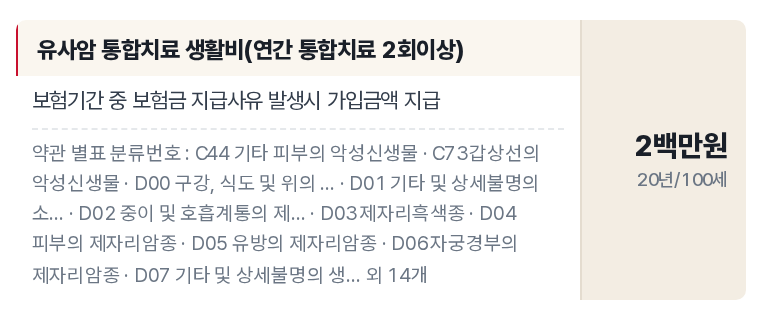 유사암 통합치료 생활비(연간 통합치료 2회이상)
보험기간 중 보험금 지급사유 발생시 가입금액 지급
약관 별표 분류번호 : C44 기타 피부의 악성신생물 · C73갑상선의
악성신생물 · D00 구강, 식도 및 위의 ... · D01 기타 및 상세불명의
소... · D02 중이 및 호흡계통의 제... · D03제자리흑색종 · D04
피부의 제자리암종 · D05 유방의 제자리암종 · D06자궁경부의
제자리암종 · D07 기타 및 상세불명의 생... 외 14개
2백만원
20년/100세